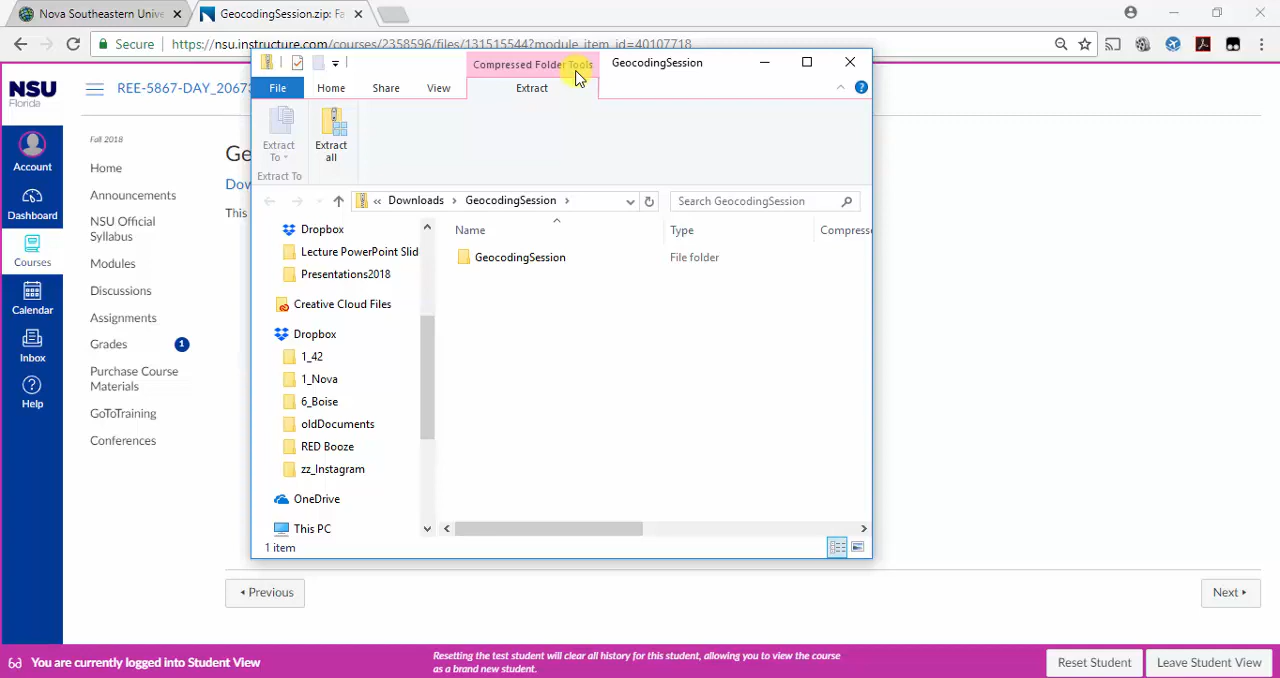 Nova Southeastern Unive
GeocodingSession.zip: Fa
Secure
https://nsu.instructure.com/courses/2358596/files/131515544?module_item_id=40107718
NSU
Florida
REE-5867-DAY_2067
Account
Dashboard
Courses
Calendar
Inbox
Help
Fall 2018
Home
Announcements
NSU Official
Syllabus
Modules
Discussions
Assignments
Grades
1
Purchase Course
Materials
GoToTraining
Conferences
Ge
Dow
This
Compressed Folder Tools
GeocodingSession
File
Home
Share
View
Extract
Extract
To
Extract
all
Extract To
« Downloads > GeocodingSession >
Search GeocodingSession
Dropbox
Lecture PowerPoint Slid
Presentations2018
Creative Cloud Files
Dropbox
1_42
1_Nova
6_Boise
oldDocuments
RED Booze
zz_Instagram
OneDrive
This PC
Name
Type
Compresse
GeocodingSession
File folder
1 item
Previous
Next
You are currently logged into Student View
Resetting the test student will clear all history for this student, allowing you to view the course
as a brand new student.
Reset Student
Leave Student View